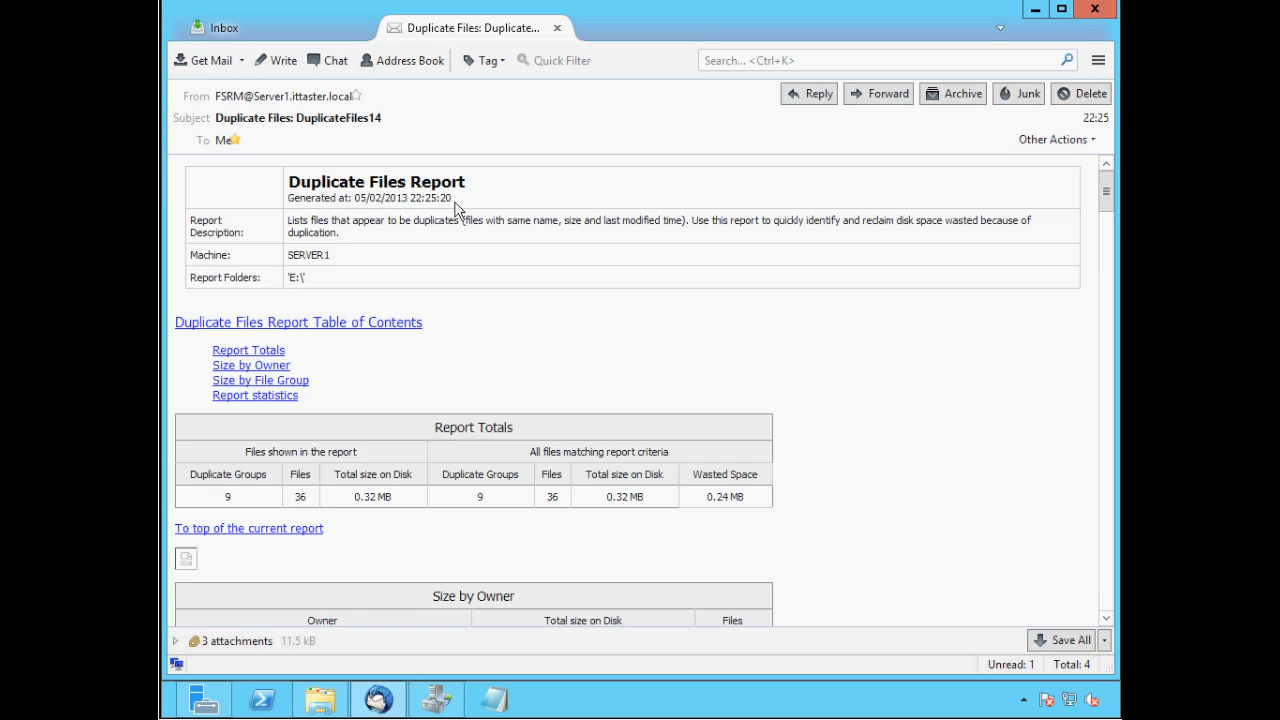 Inbox
Duplicate Files: Duplicate...
Get Mail
Write
Chat
Address Book
Tag
Quick Filter
Search... <Ctrl+K>
From FSRM@Server1.ittaster.local
Reply
Forward
Archive
Junk
Delete
Subject Duplicate Files: DuplicateFiles14
22:25
To Me
Other Actions
Duplicate Files Report
Generated at: 05/02/2013 22:25:20
Report Description:
Lists files that appear to be duplicates (files with same name, size and last modified time). Use this report to quickly identify and reclaim disk space wasted because of
duplication.
Machine: SERVER1
Report Folders: 'E:\'
Duplicate Files Report Table of Contents
Report Totals
Size by Owner
Size by File Group
Report statistics
Report Totals
Files shown in the report All files matching report criteria
Duplicate Groups Files Total size on Disk Duplicate Groups Files Total size on Disk Wasted Space
9 36 0.32 MB 9 36 0.32 MB 0.24 MB
To top of the current report
Size by Owner
Owner Total size on Disk Files
3 attachments 11.5 kB
Save All
Unread: 1 Total: 4